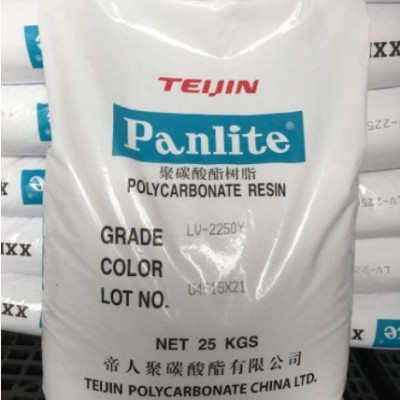 TEIJIN
Panlite®
聚碳酸酯树脂
POLYCARBONATE RESIN
GRADE LV-2250Y
COLOR
LOT NO.
NET 25 KGS
帝人聚碳酸酯有限公司
TEIJIN POLYCARBONATE CHINA LTD.